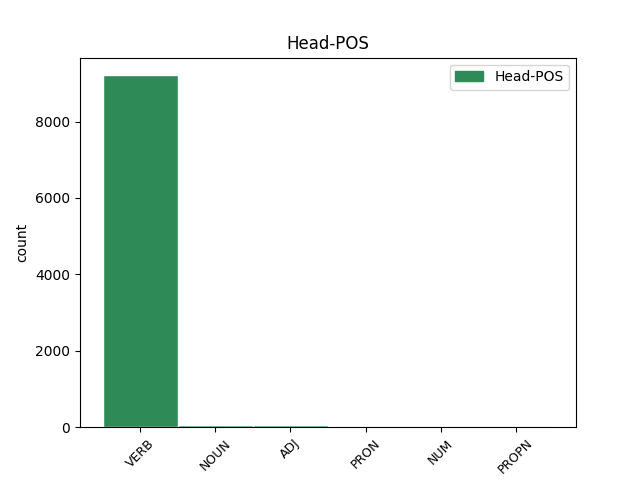 Head-POS
Head-POS
8000
6000
4000
2000
0
count
VERB
NOUN
ADJ
PRON
NUM
PROPN